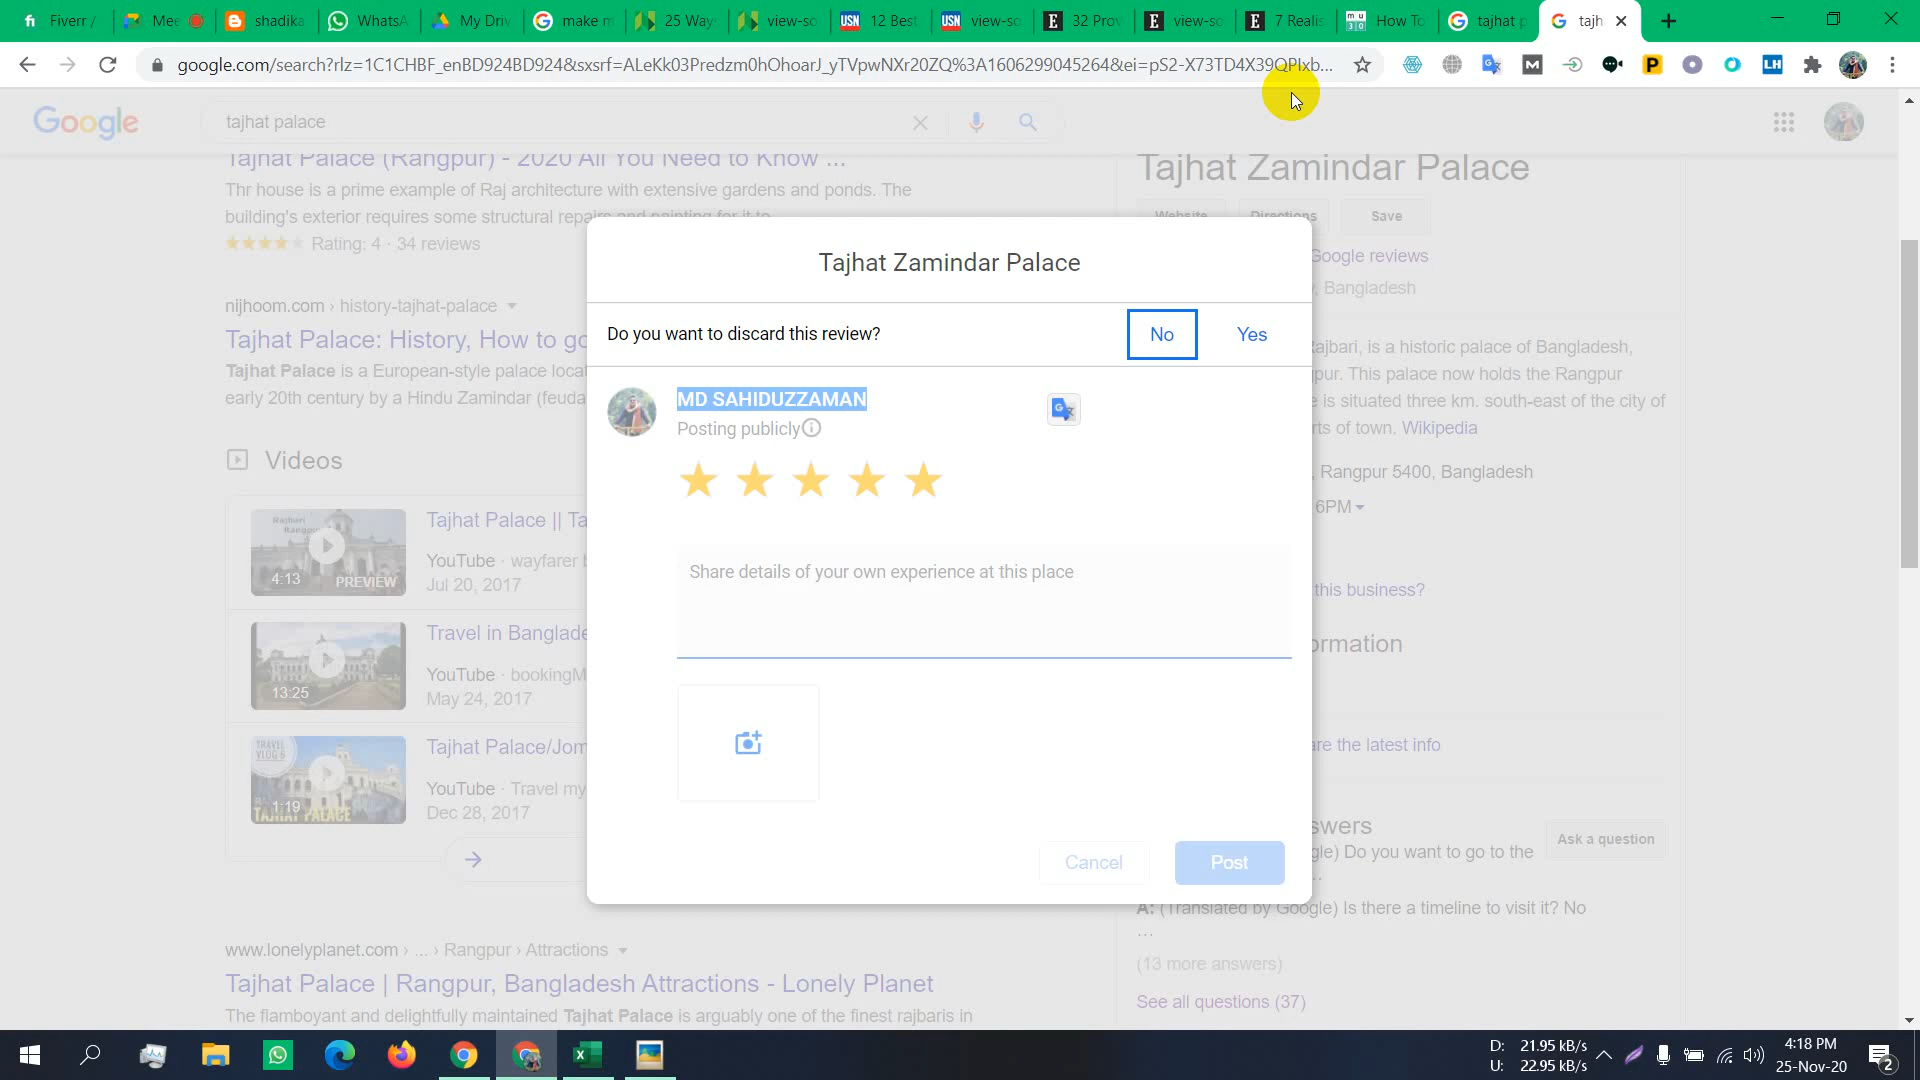 Fiverr /
Mee
shadika
WhatsA
My Driv
make m
25 Way
view-so
USN
12 Best
USN
view-so
E
32 Prov
E
view-so
E
7 Realis
How To
tajhat p
tajh
google.com/search?rlz=1C1CHBF_enBD924BD924&sxsrf=ALeKk03Predzm0hOhoarJ_yTVpwNXr20ZQ%3A1606299045264&ei=pS2-X73TD4X39QPIxb...
Google
tajhat palace
Tajhat Palace (Rangpur) - 2020 All You Need to Know ...
Thr house is a prime example of Raj architecture with extensive gardens and ponds. The
building's exterior requires some structural repairs and painting for it to
Rating: 4 · 34 reviews
nijhoom.com › history-tajhat-palace
Tajhat Palace: History, How to go
Tajhat Palace is a European-style palace locat
early 20th century by a Hindu Zamindar (feuda
Videos
Rajbari
Rangpur
4:13
PREVIEW
Tajhat Palace || Ta
YouTube · wayfarer b
Jul 20, 2017
13:25
Travel in Banglade
YouTube · bookingM
May 24, 2017
TRAVEL
VLOG 6
1:19
TAJHAT PALACE
Tajhat Palace/Jom
YouTube · Travel my
Dec 28, 2017
www.lonelyplanet.com › ... › Rangpur › Attractions
Tajhat Palace | Rangpur, Bangladesh Attractions - Lonely Planet
The flamboyant and delightfully maintained Tajhat Palace is arguably one of the finest rajbaris in
Tajhat Zamindar Palace
Do you want to discard this review?
No
Yes
MD SAHIDUZZAMAN
Posting publicly
Share details of your own experience at this place
Cancel
Post
Tajhat Zamindar Palace
Website
Directions
Save
Google reviews
, Bangladesh
ajbari, is a historic palace of Bangladesh,
pur. This palace now holds the Rangpur
e is situated three km. south-east of the city of
rts of town. Wikipedia
, Rangpur 5400, Bangladesh
6PM
this business?
ormation
are the latest info
swers
Ask a question
gle) Do you want to go to the
...
A: (Translated by Google) Is there a timeline to visit it? No
...
(13 more answers)
See all questions (37)
D: 21.95 kB/s
U: 22.95 kB/s
4:18 PM
25-Nov-20
2